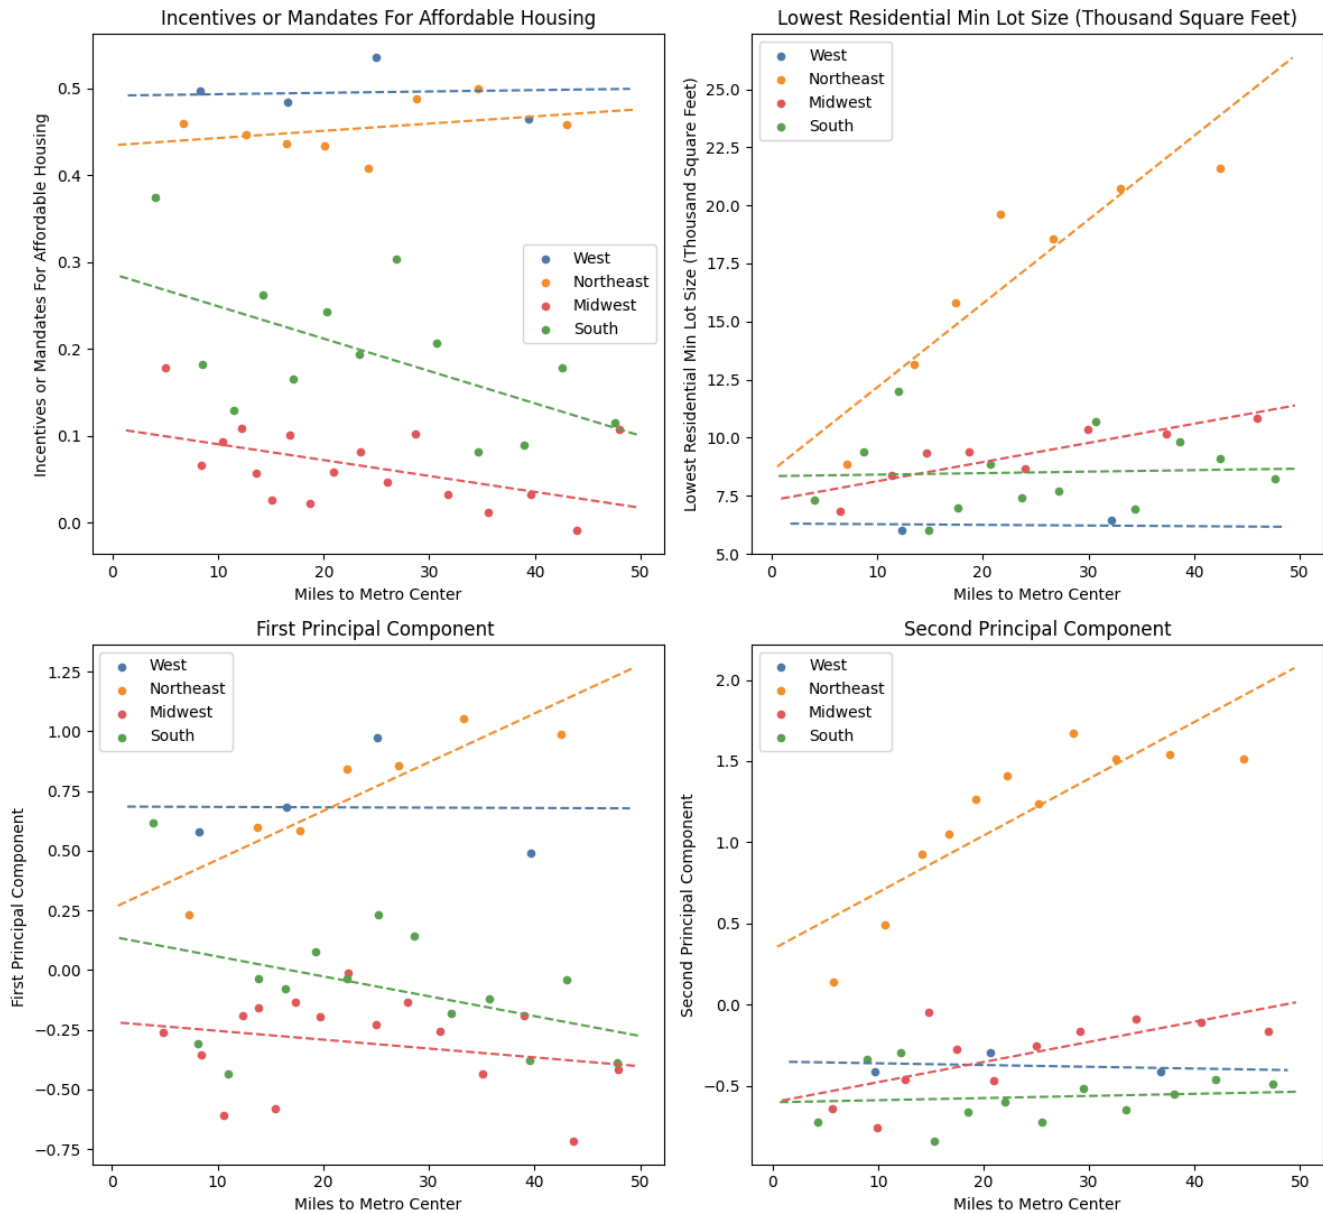 Incentives or Mandates For Affordable Housing
Incentives or Mandates For Affordable Housing
0.5
0.4
0.3
0.2
0.1
0.0
West
Northeast
Midwest
South
0 10 20 30 40 50
Miles to Metro Center
Lowest Residential Min Lot Size (Thousand Square Feet)
Lowest Residential Min Lot Size (Thousand Square Feet)
25.0
22.5
20.0
17.5
15.0
12.5
10.0
7.5
5.0
West
Northeast
Midwest
South
0 10 20 30 40 50
Miles to Metro Center
First Principal Component
First Principal Component
1.25
1.00
0.75
0.50
0.25
0.00
−0.25
−0.50
−0.75
West
Northeast
Midwest
South
0 10 20 30 40 50
Miles to Metro Center
Second Principal Component
Second Principal Component
2.0
1.5
1.0
0.5
0.0
−0.5
West
Northeast
Midwest
South
0 10 20 30 40 50
Miles to Metro Center